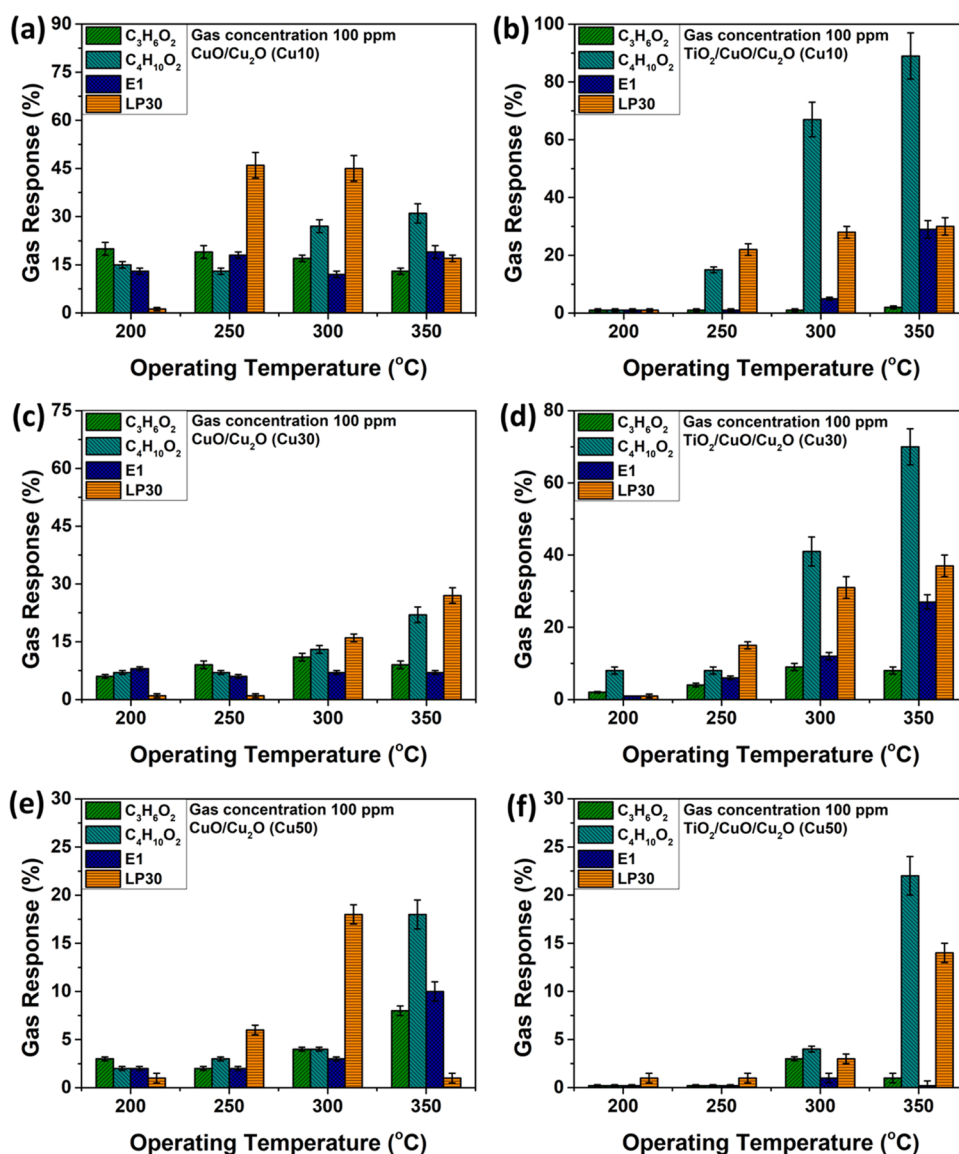 (a)
C₃H₆O₂
C₄H₁₀O₂
E1
LP30
Gas concentration 100 ppm
CuO/Cu₂O (Cu10)
Gas Response (%)
90
75
60
45
30
15
0
200 250 300 350
Operating Temperature (°C)
(b)
C₃H₆O₂
C₄H₁₀O₂
E1
LP30
Gas concentration 100 ppm
TiO₂/CuO/Cu₂O (Cu10)
Gas Response (%)
100
80
60
40
20
0
200 250 300 350
Operating Temperature (°C)
(c)
C₃H₆O₂
C₄H₁₀O₂
E1
LP30
Gas concentration 100 ppm
CuO/Cu₂O (Cu30)
Gas Response (%)
75
60
45
30
15
0
200 250 300 350
Operating Temperature (°C)
(d)
C₃H₆O₂
C₄H₁₀O₂
E1
LP30
Gas concentration 100 ppm
TiO₂/CuO/Cu₂O (Cu30)
Gas Response (%)
80
60
40
20
0
200 250 300 350
Operating Temperature (°C)
(e)
C₃H₆O₂
C₄H₁₀O₂
E1
LP30
Gas concentration 100 ppm
CuO/Cu₂O (Cu50)
Gas Response (%)
30
25
20
15
10
5
0
200 250 300 350
Operating Temperature (°C)
(f)
C₃H₆O₂
C₄H₁₀O₂
E1
LP30
Gas concentration 100 ppm
TiO₂/CuO/Cu₂O (Cu50)
Gas Response (%)
30
25
20
15
10
5
0
200 250 300 350
Operating Temperature (°C)